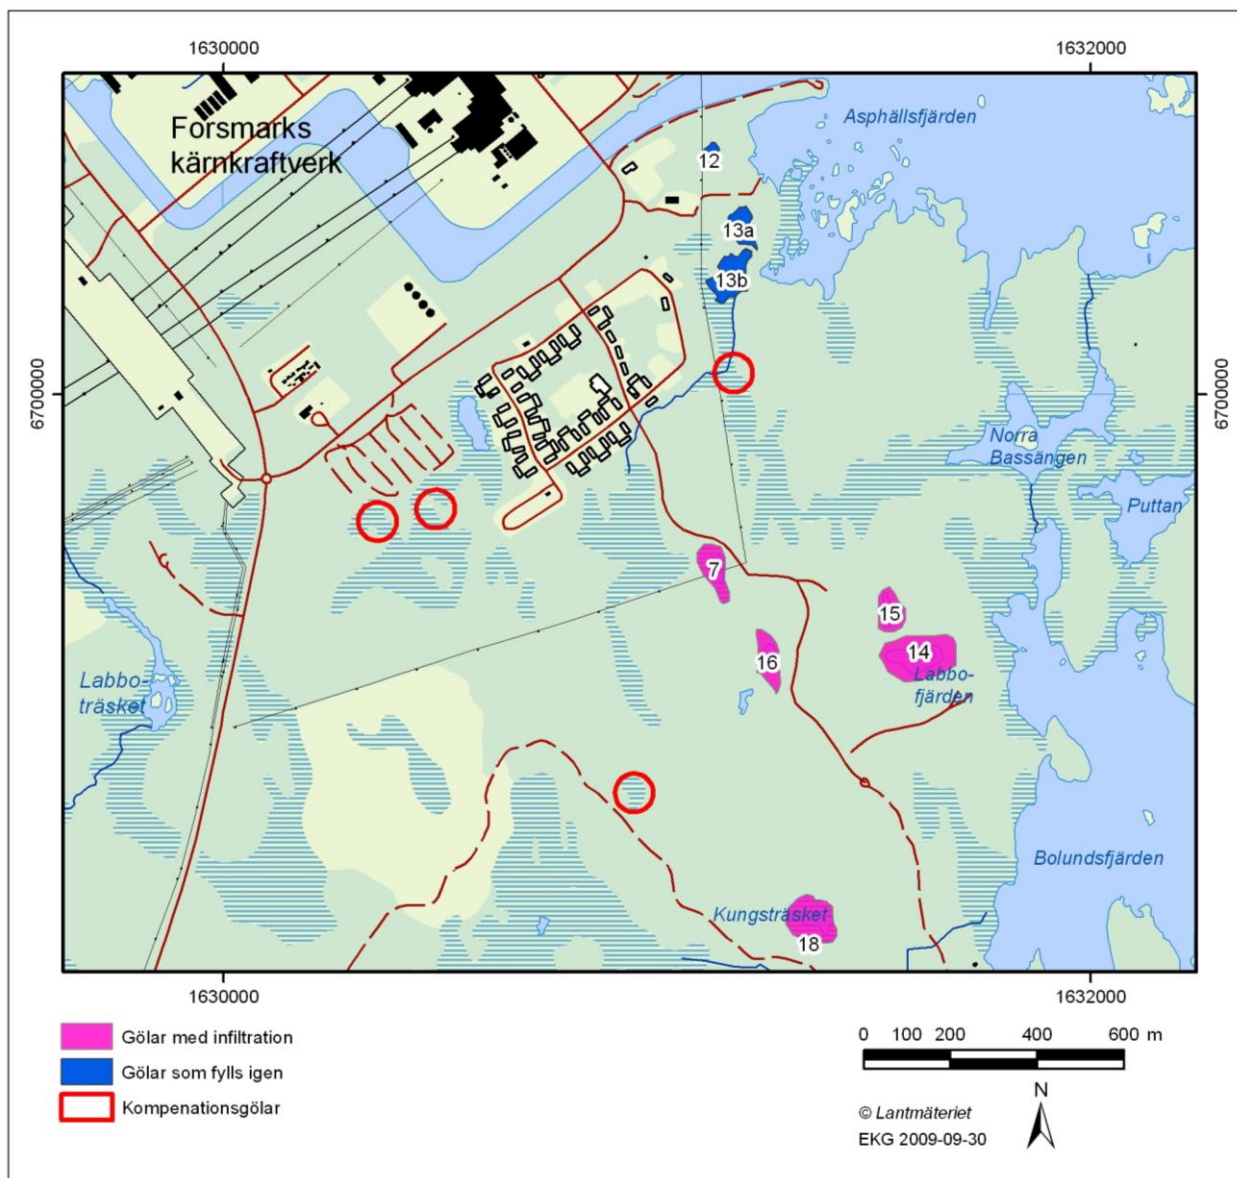 1630000
1632000
Asphällsfjärden
Forsmarks
kärnkraftverk
12
13a
13b
6700000
6700000
Norra
Bassängen
Puttan
7
15
16
14
Labbo-
fjärden
Labbo-
träsket
Bolundsfjärden
Kungsträsket
18
1630000
1632000
Gölar med infiltration
Gölar som fylls igen
Kompenationsgölar
0 100 200 400 600 m
N
© Lantmäteriet
EKG 2009-09-30